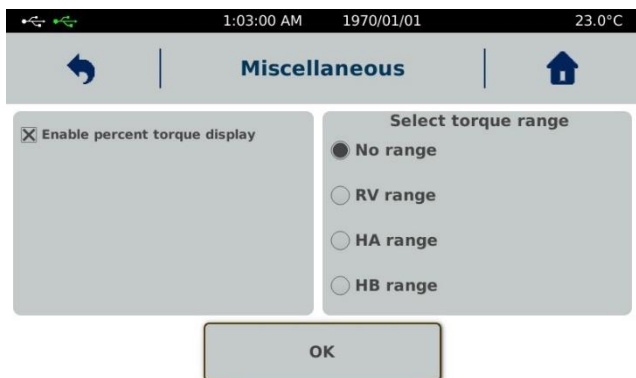 1:03:00 AM 1970/01/01 23.0°C
Miscellaneous
Enable percent torque display
Select torque range
No range
RV range
HA range
HB range
OK